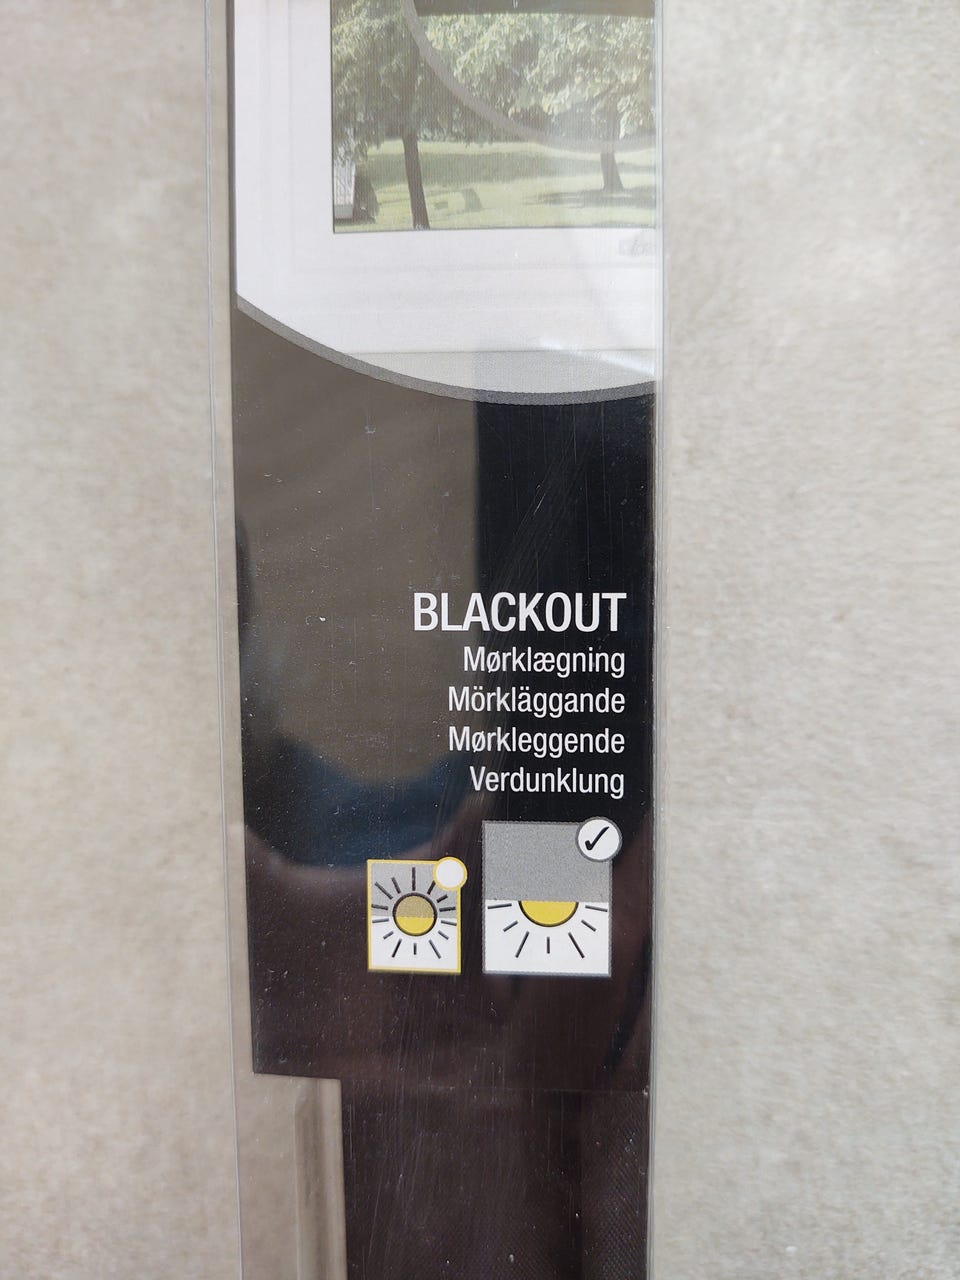 BLACKOUT
Mørklægning
Mörkläggande
Mørkleggende
Verdunklung